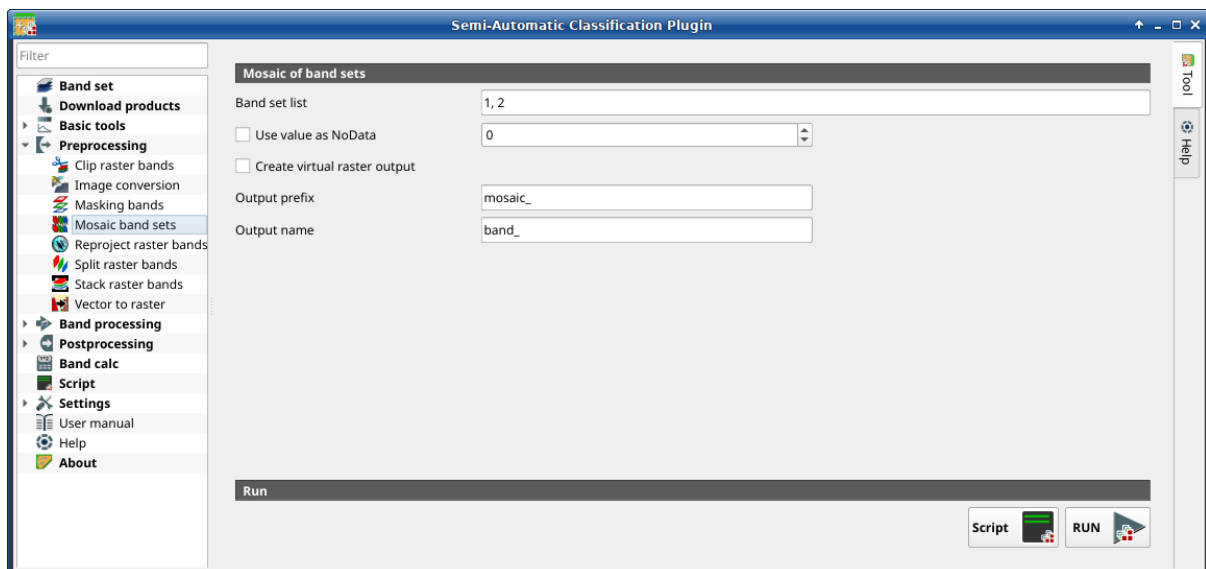 Semi-Automatic Classification Plugin
Filter
Band set
Download products
Basic tools
Preprocessing
Clip raster bands
Image conversion
Masking bands
Mosaic band sets
Reproject raster bands
Split raster bands
Stack raster bands
Vector to raster
Band processing
Postprocessing
Band calc
Script
Settings
User manual
Help
About
Mosaic of band sets
Band set list 1, 2
Use value as NoData 0
Create virtual raster output
Output prefix mosaic_
Output name band_
Run
Script RUN
Tool
Help